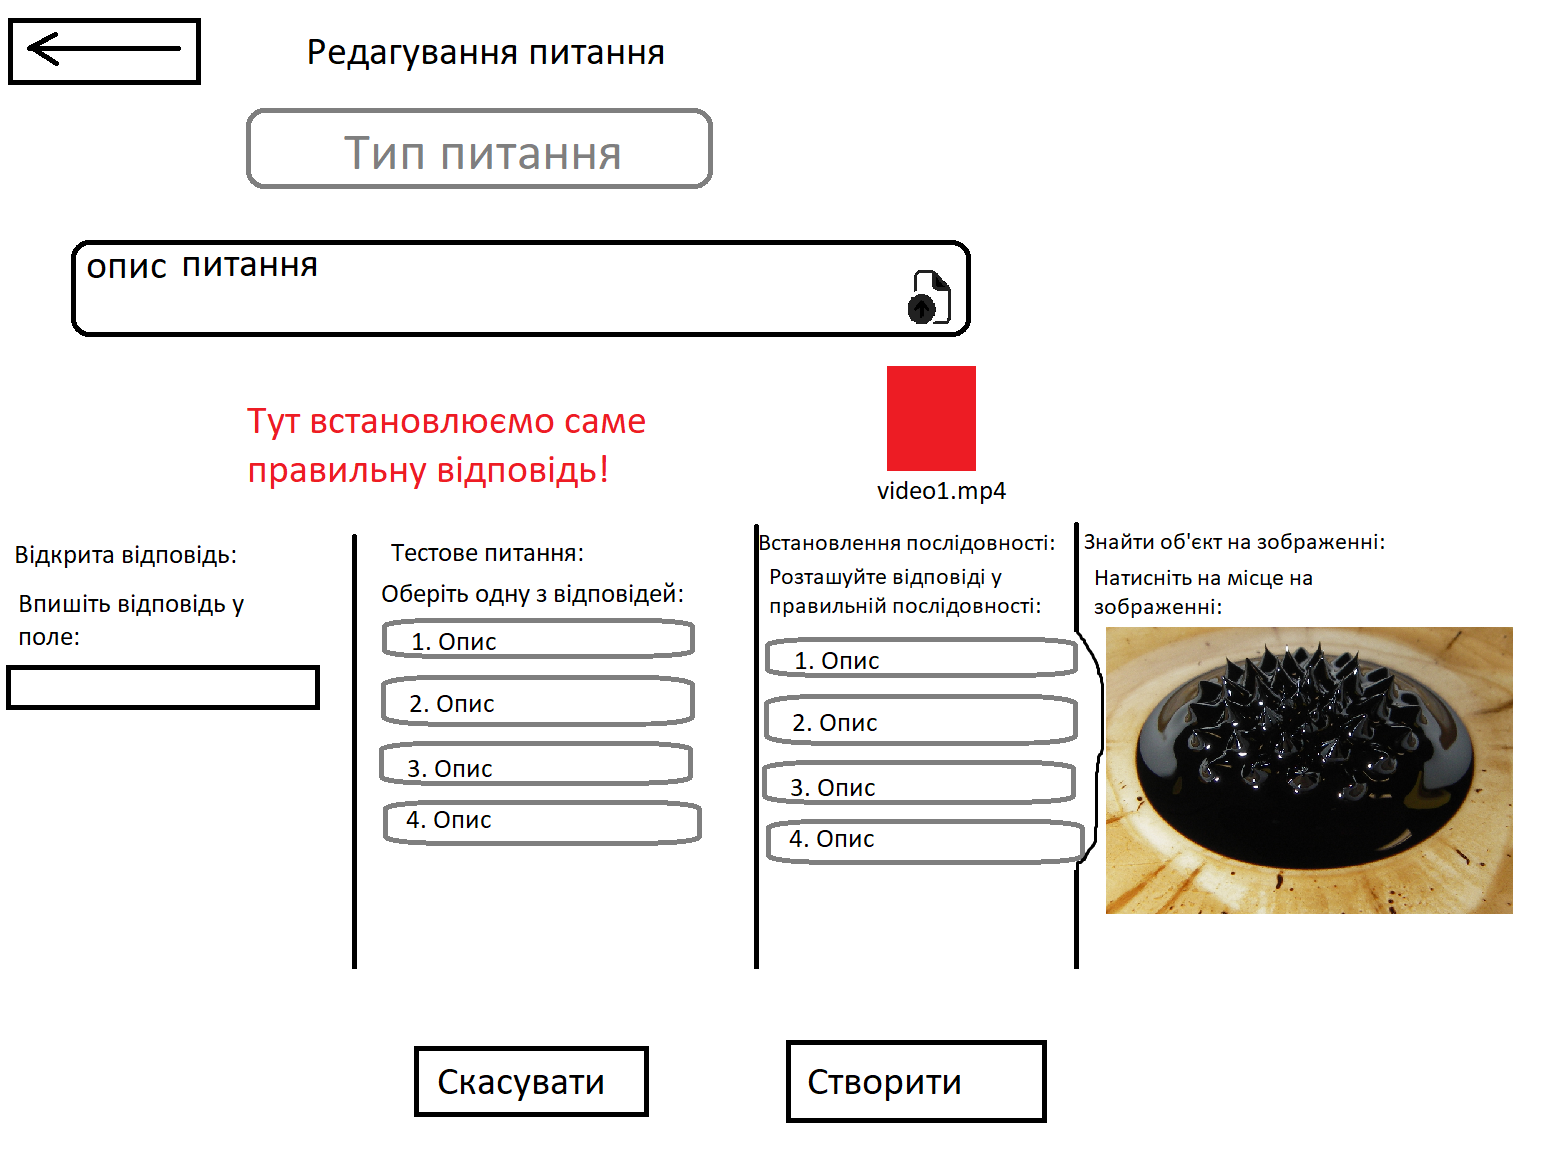 Редагування питання
Тип питання
опис питання
Тут встановлюємо саме
правильну відповідь!
video1.mp4
Відкрита відповідь:
Впишіть відповідь у
поле:
Тестове питання:
Оберіть одну з відповідей:
1. Опис
2. Опис
3. Опис
4. Опис
Встановлення послідовності:
Розташуйте відповіді у
правильній послідовності:
1. Опис
2. Опис
3. Опис
4. Опис
Знайти об'єкт на зображенні:
Натисніть на місце на
зображенні:
Скасувати
Створити